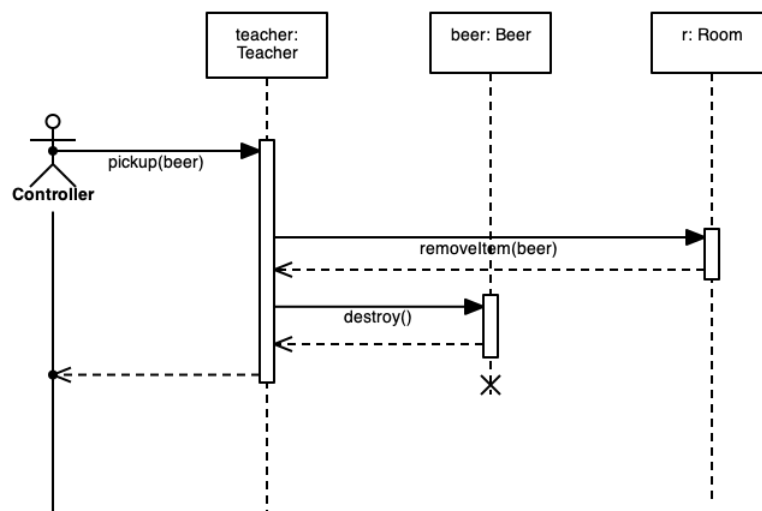 teacher:
Teacher
beer: Beer
r: Room
pickup(beer)
Controller
removeItem(beer)
destroy()